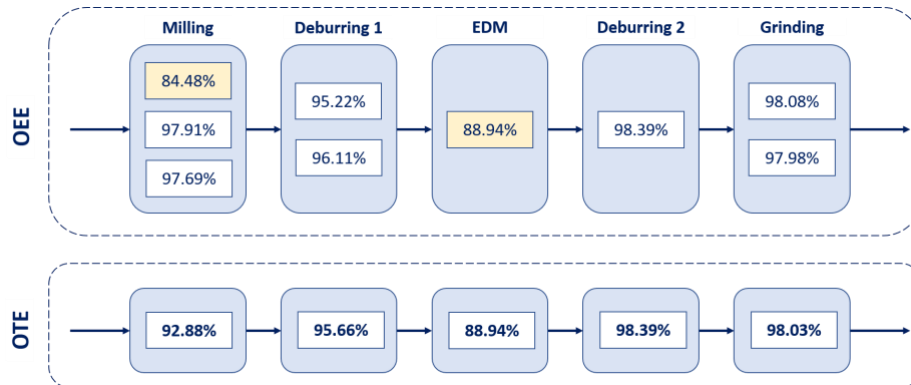 Milling Deburring 1 EDM Deburring 2 Grinding
OEE
84.48%
97.91%
97.69%
95.22%
96.11%
88.94%
98.39%
98.08%
97.98%
OTE
92.88% 95.66% 88.94% 98.39% 98.03%